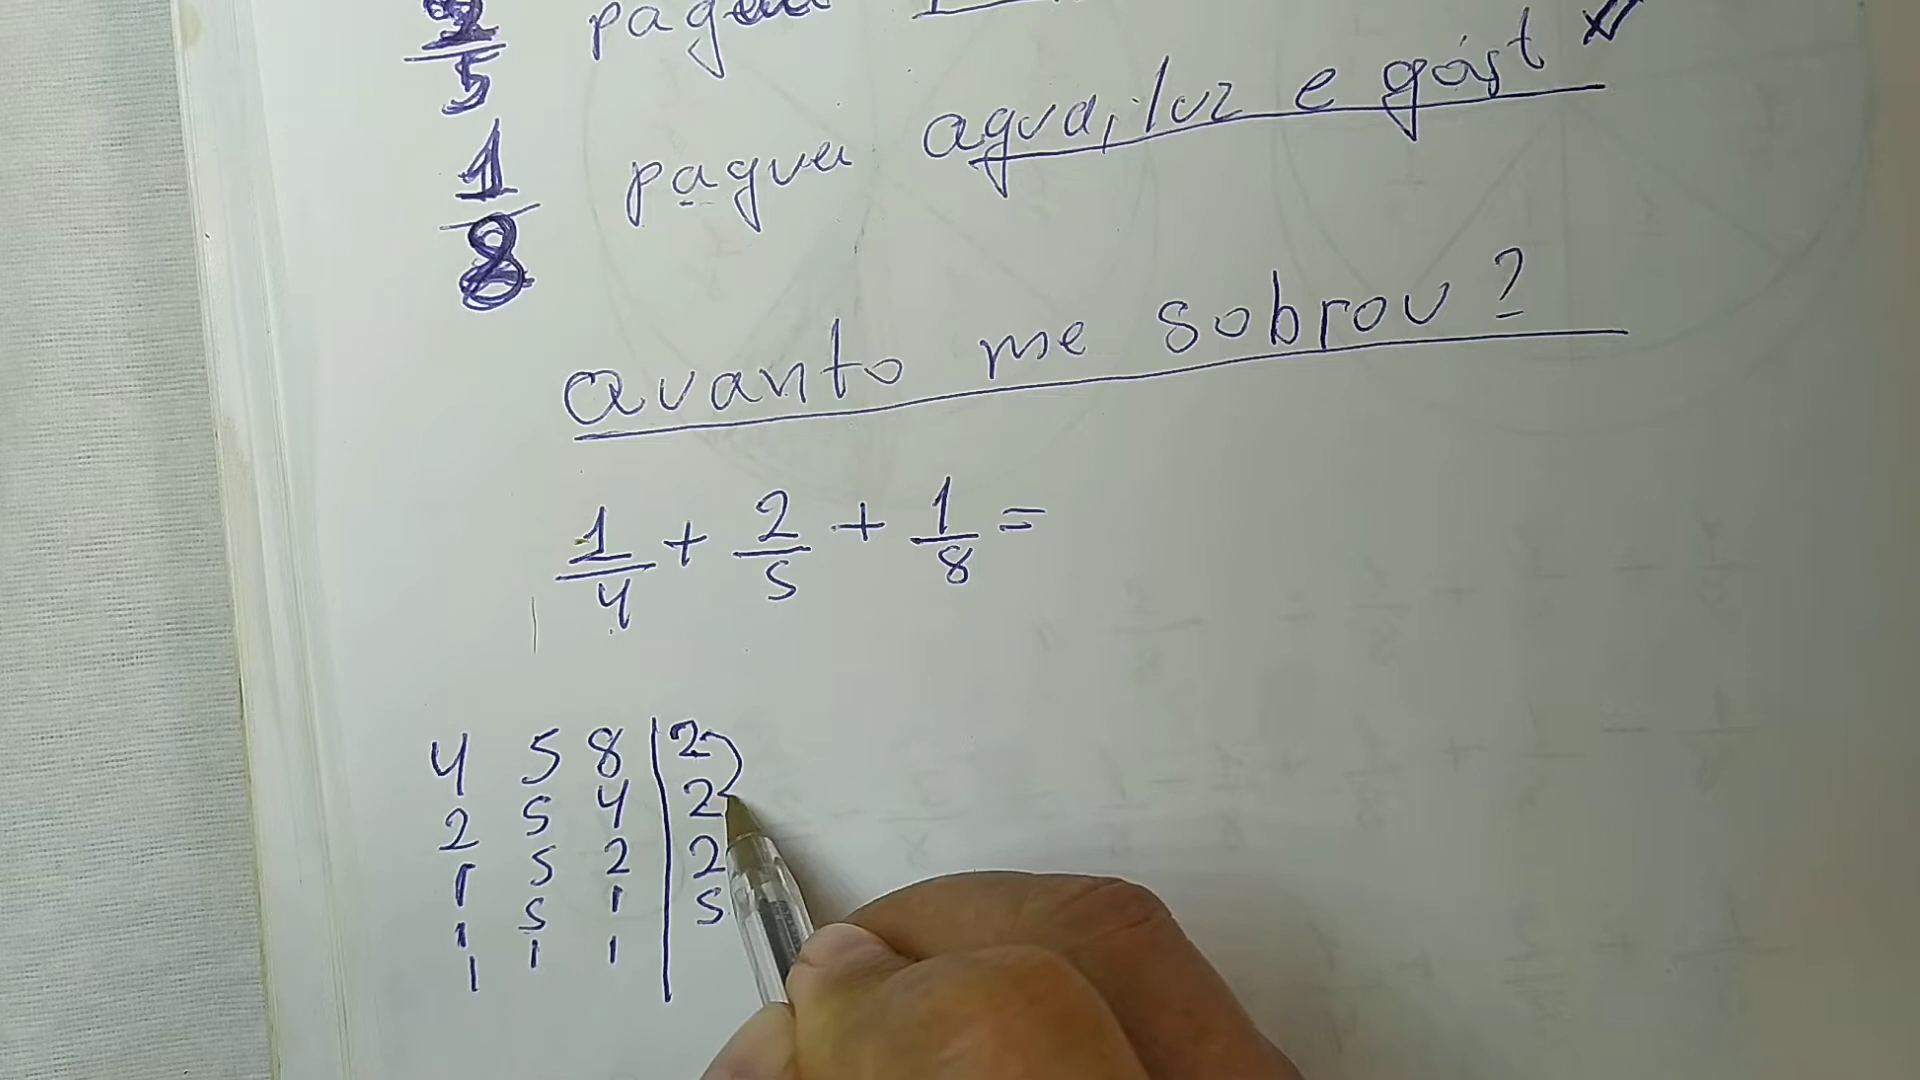 2/5 paguei
1/8 paguei agua, luz e gást
Quanto me sobrou?
1/4 + 2/5 + 1/8 =
4 5 8 | 2
2 5 4 | 2
1 5 2 | 2
1 5 1 | 5
1 1 1